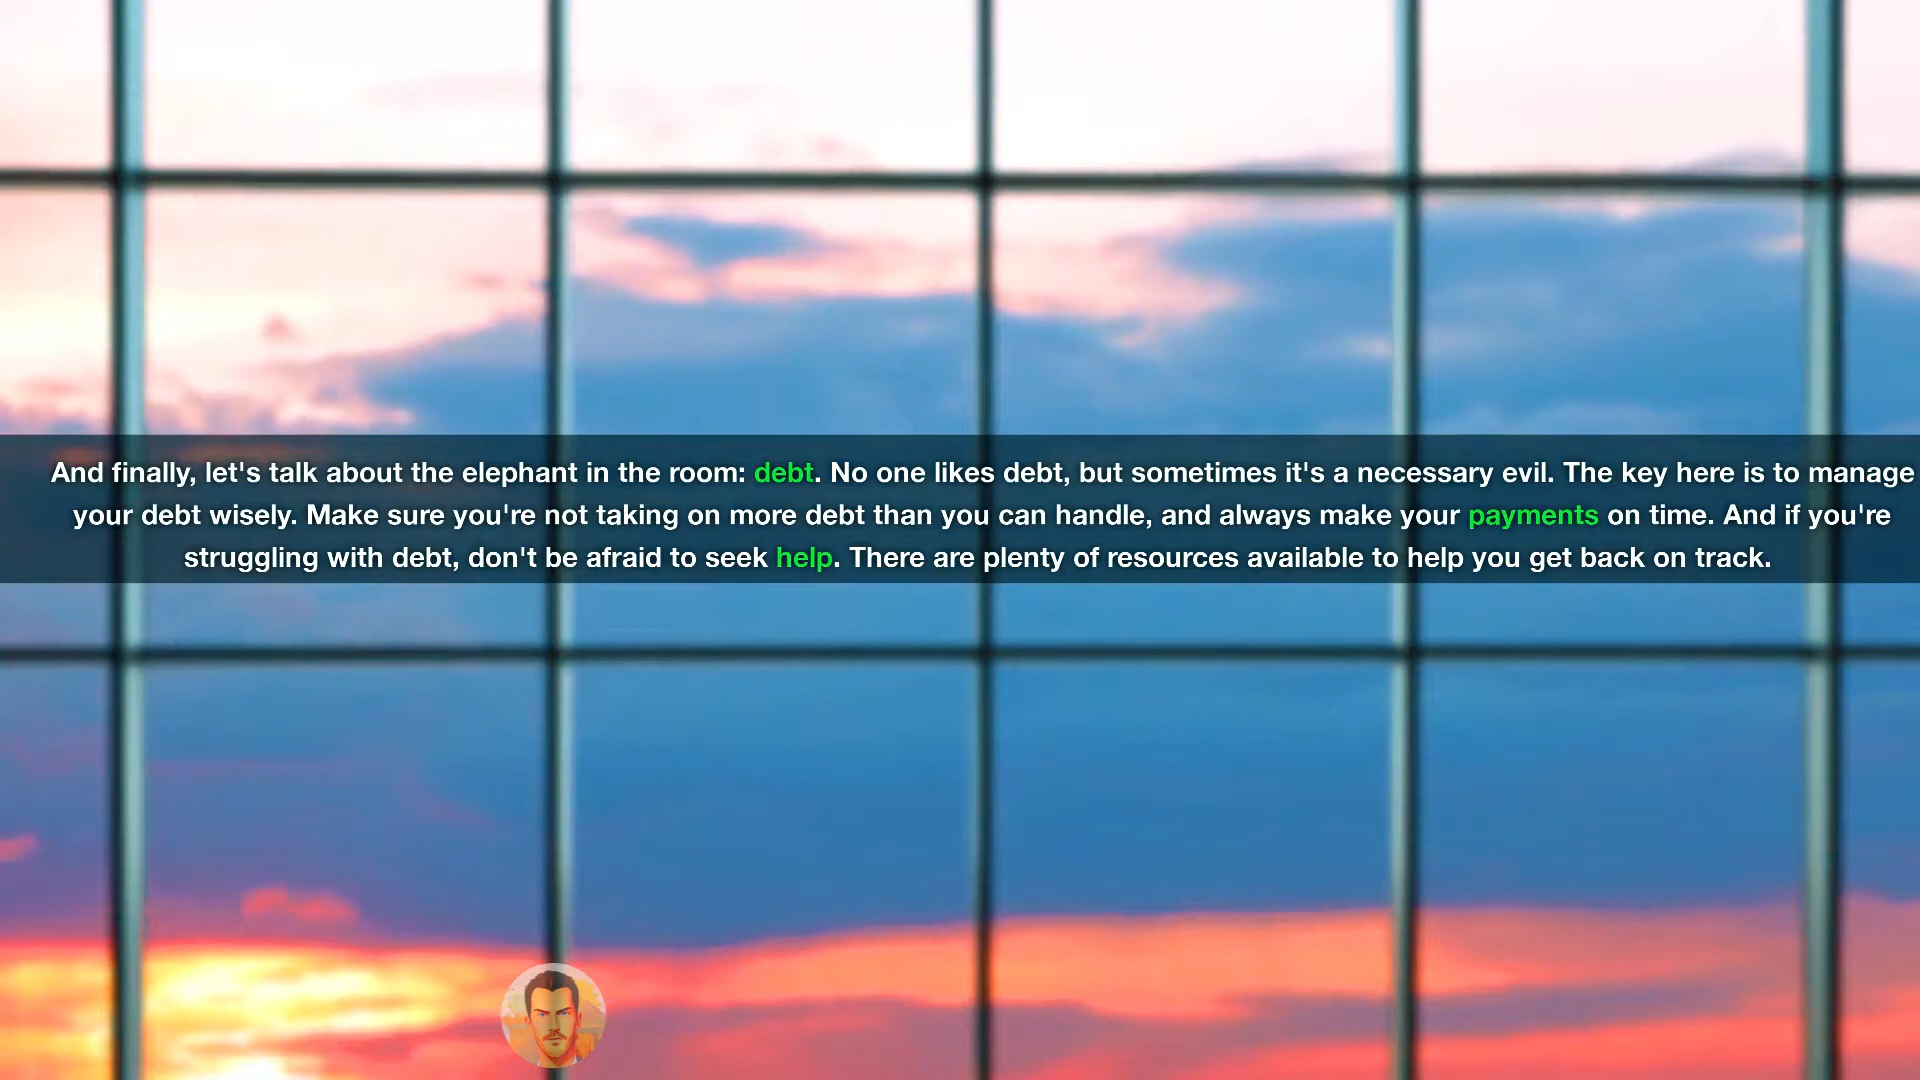 And finally, let's talk about the elephant in the room: debt. No one likes debt, but sometimes it's a necessary evil. The key here is to manage
your debt wisely. Make sure you're not taking on more debt than you can handle, and always make your payments on time. And if you're
struggling with debt, don't be afraid to seek help. There are plenty of resources available to help you get back on track.